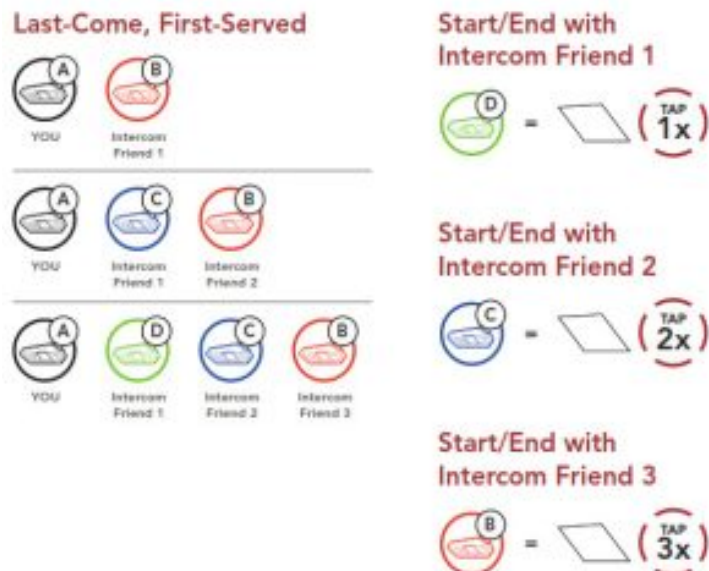 Last-Come, First-Served
A
B
YOU
Intercom
Friend 1
A
C
B
YOU
Intercom
Friend 1
Intercom
Friend 2
A
D
C
B
YOU
Intercom
Friend 1
Intercom
Friend 2
Intercom
Friend 3
Start/End with
Intercom Friend 1
D
= ( TAP
1x )
Start/End with
Intercom Friend 2
C
= ( TAP
2x )
Start/End with
Intercom Friend 3
B
= ( TAP
3x )